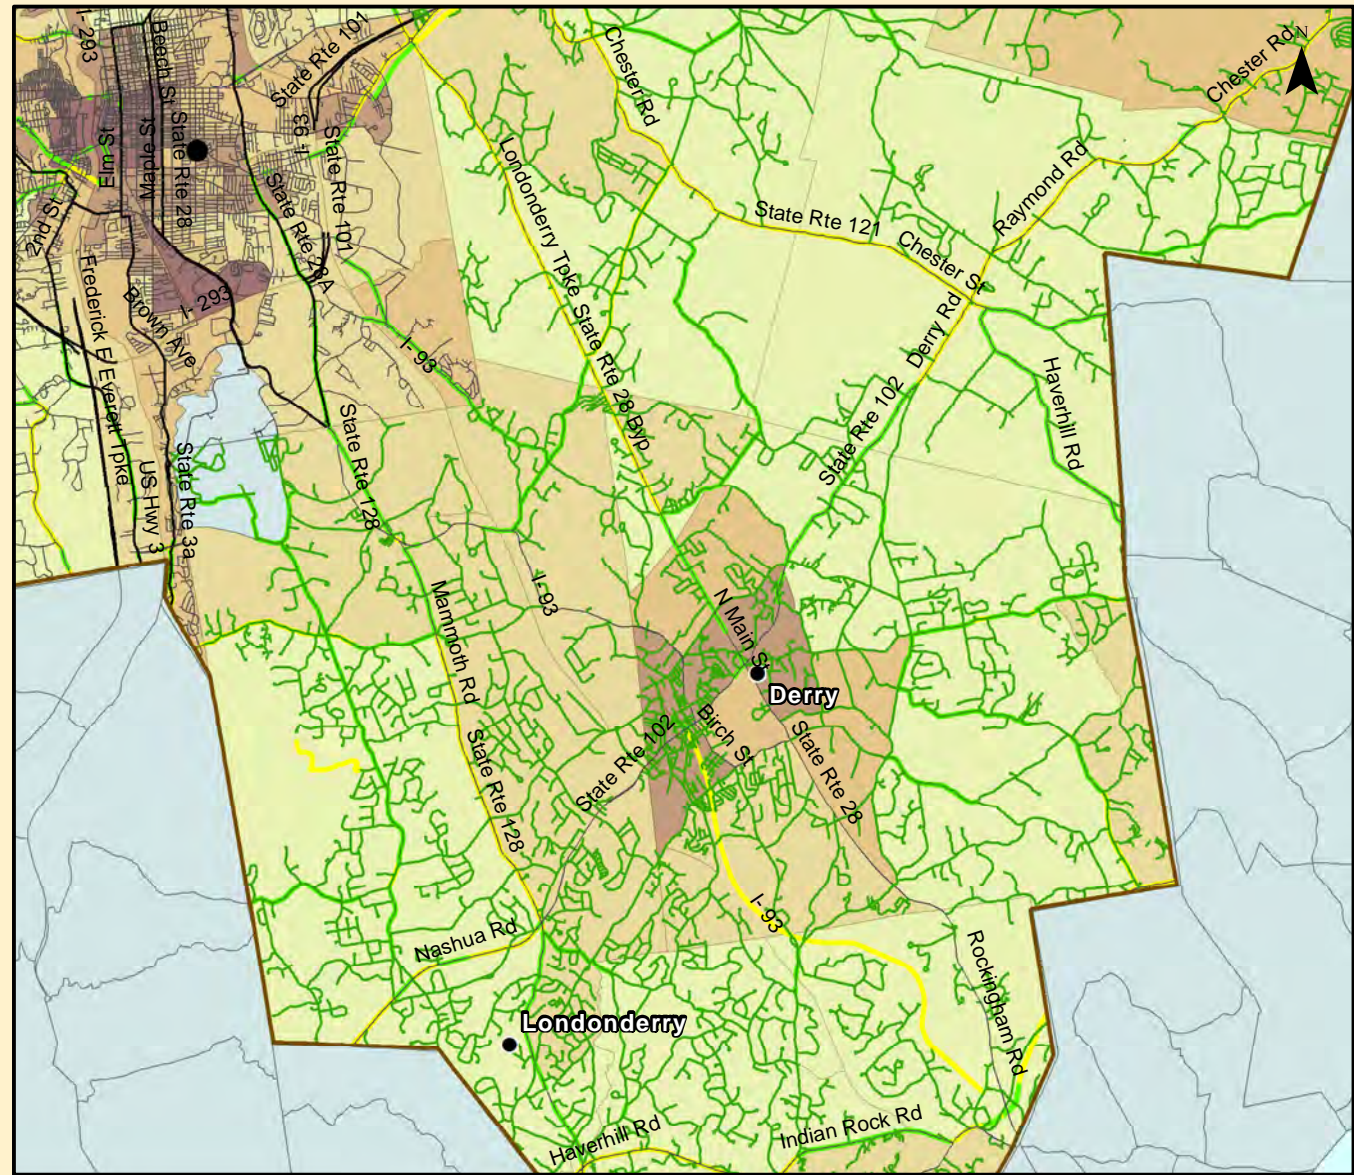 I- 293
Beech St
State Rte 101
Chester Rd
Chester Rd
N
Elm St
Maple St
State Rte 28
I- 93
State Rte 101
Londonderry Tpke
State Rte 28 Byp
Raymond Rd
2nd St
State Rte 28A
State Rte 121
Chester St
Frederick E Everett Tpke
Brown Ave
I- 293
I- 93
Derry Rd
State Rte 102
Haverhill Rd
US Hwy 3
State Rte 3a
State Rte 128
Mammoth Rd
I- 93
N Main St
Derry
Birch St
State Rte 102
State Rte 28
State Rte 128
Nashua Rd
I- 93
Rockingham Rd
Londonderry
Haverhill Rd
Indian Rock Rd